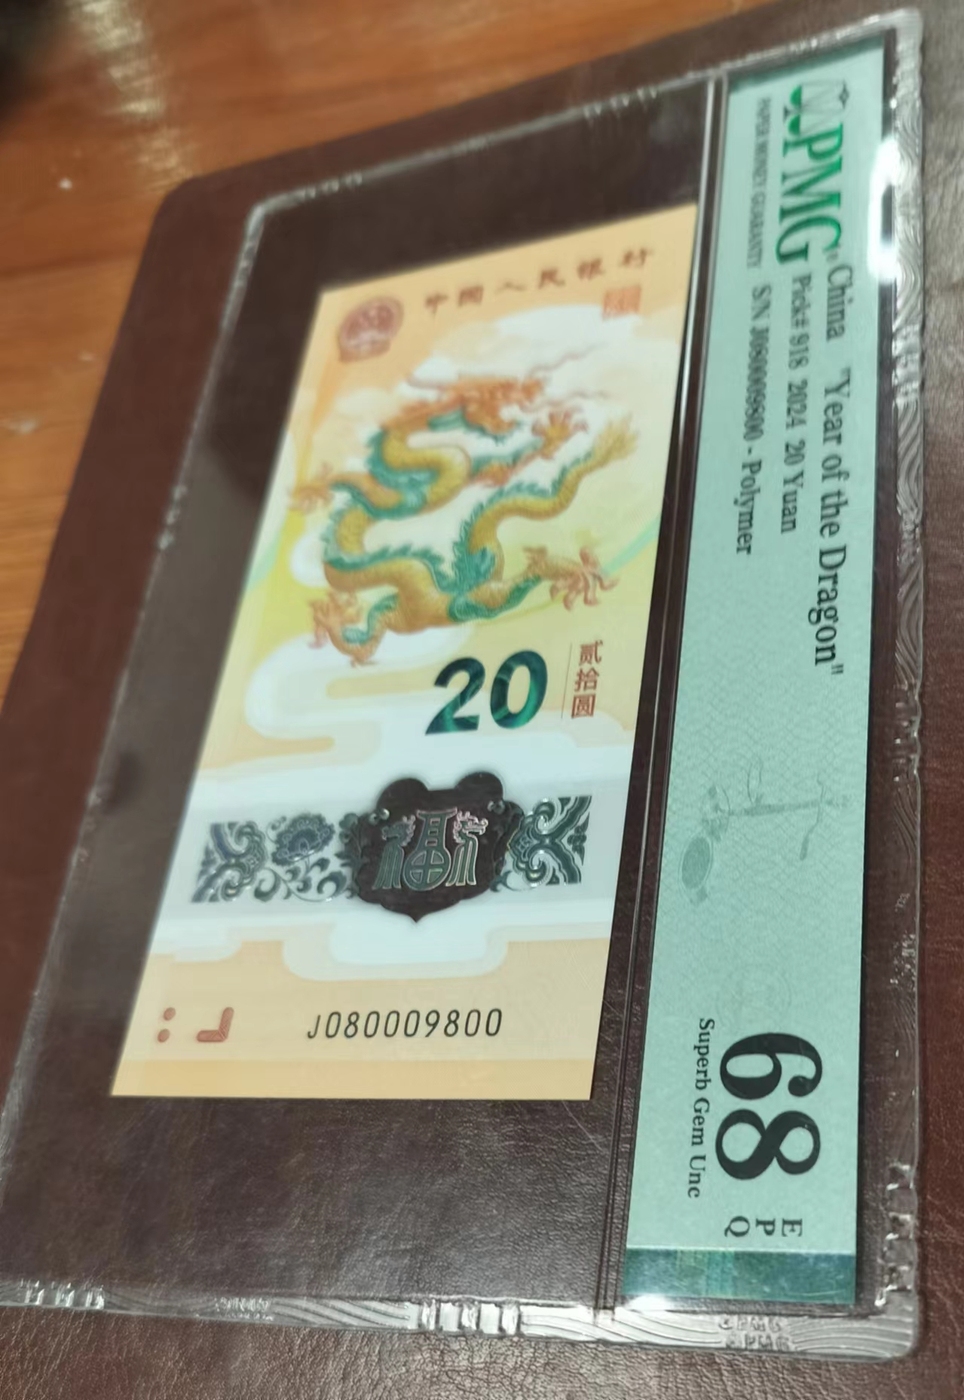 PMG
PAPER MONEY GUARANTY
China "Year of the Dragon"
Pick# 918 2024 20 Yuan
S/N J080009800 - Polymer
68
EPQ
Superb Gem Unc
中国人民银行
20
贰拾圆
福
J080009800